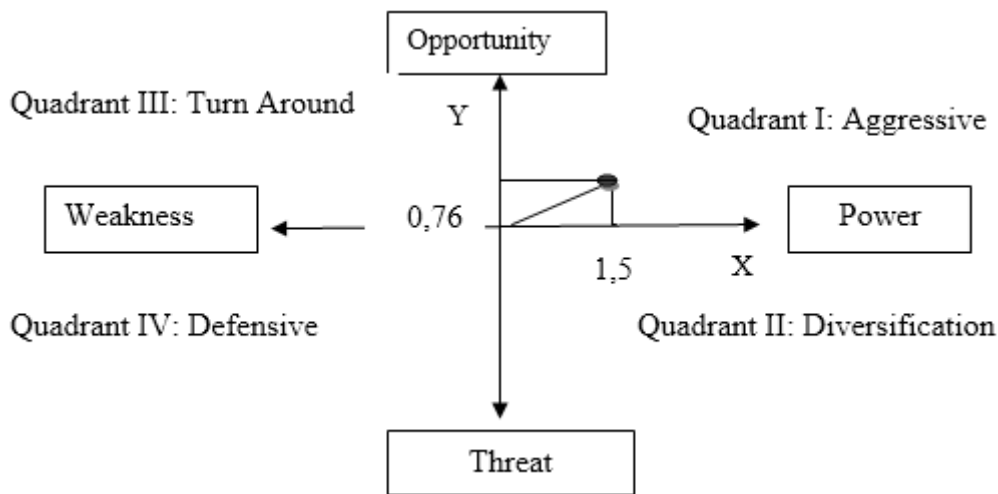 Opportunity
Quadrant III: Turn Around
Y
Quadrant I: Aggressive
Weakness
0,76
Power
1,5
X
Quadrant IV: Defensive
Quadrant II: Diversification
Threat